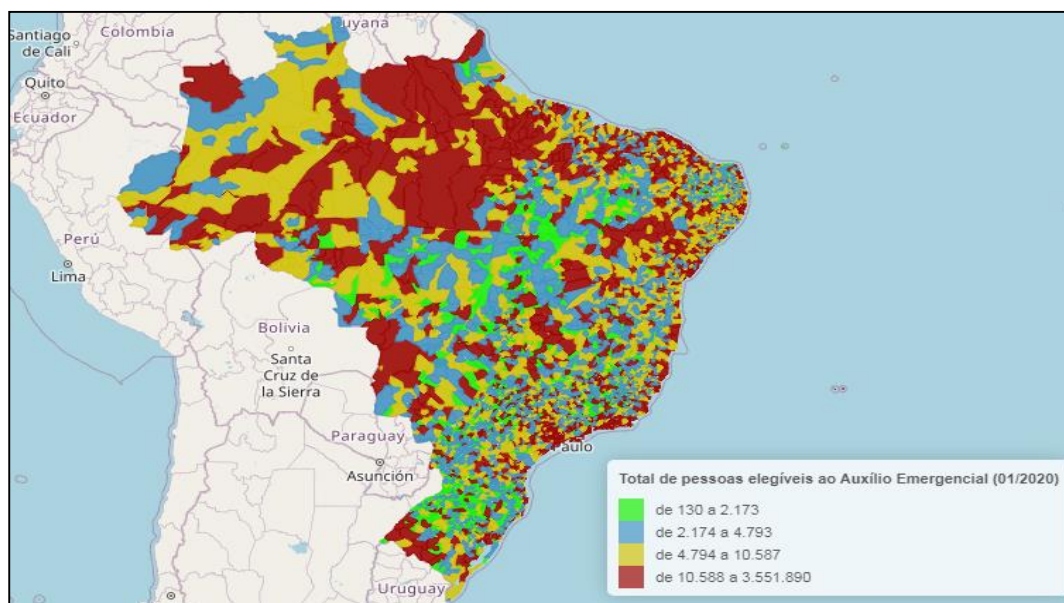 Santiago
de Cali
Colombia
uyana
Quito
Ecuador
Perú
Lima
Bolivia
Santa
Cruz de
la Sierra
Paraguay
Asunción
Paulo
Uruguay
Total de pessoas elegíveis ao Auxílio Emergencial (01/2020)
de 130 a 2.173
de 2.174 a 4.793
de 4.794 a 10.587
de 10.588 a 3.551.890